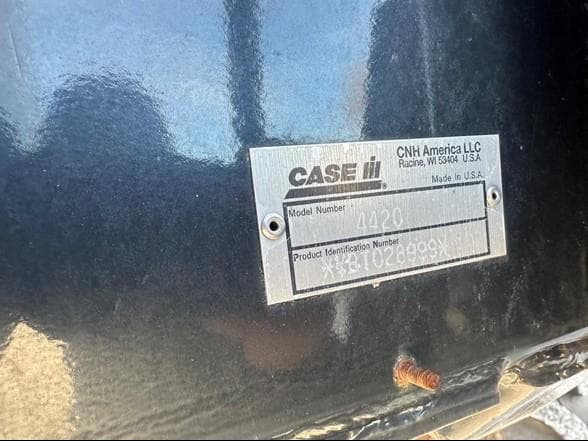 CASE IH
CNH America LLC
Racine, WI 53404 U.S.A.
Made in U.S.A.
Model Number
4420
Product Identification Number